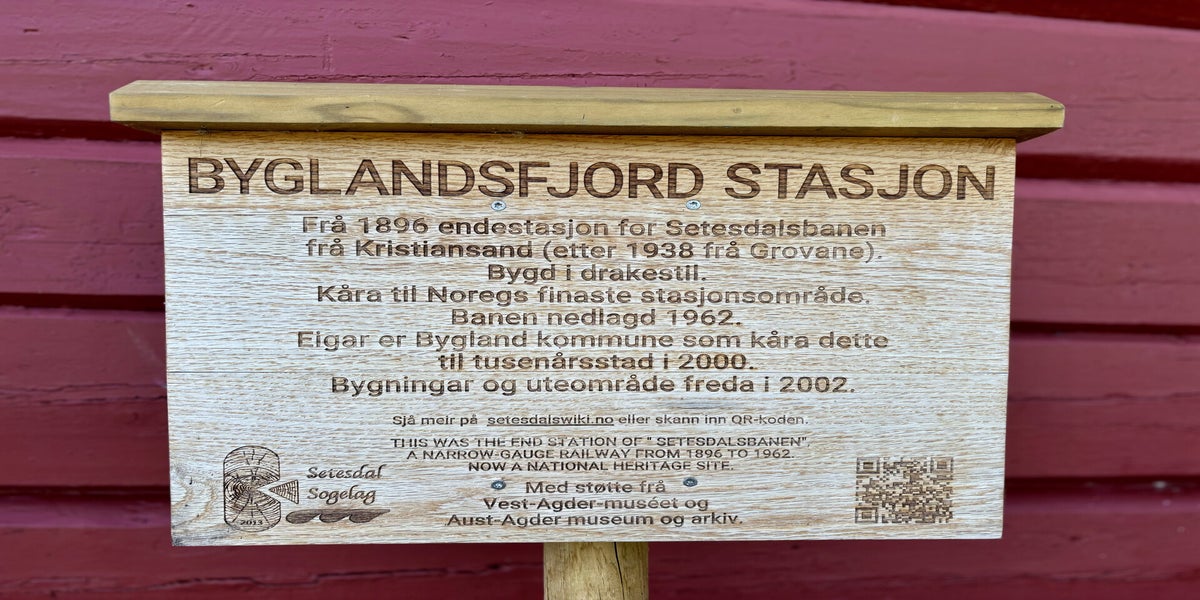 BYGLANDSFJORD STASJON
Frå 1896 endestasjon for Setesdalsbanen
frå Kristiansand (etter 1938 frå Grovane).
Bygd i drakestil.
Kåra til Noregs finaste stasjonsområde.
Banen nedlagd 1962.
Eigar er Bygland kommune som kåra dette
til tusenårsstad i 2000.
Bygningar og uteområde freda i 2002.
Sjå meir på setesdalswiki.no eller skann inn QR-koden.
THIS WAS THE END STATION OF " SETESDALSBANEN",
A NARROW-GAUGE RAILWAY FROM 1896 TO 1962.
NOW A NATIONAL HERITAGE SITE.
Med støtte frå
Vest-Agder-muséet og
Aust-Agder museum og arkiv.
Setesdal
Sogelag
2013